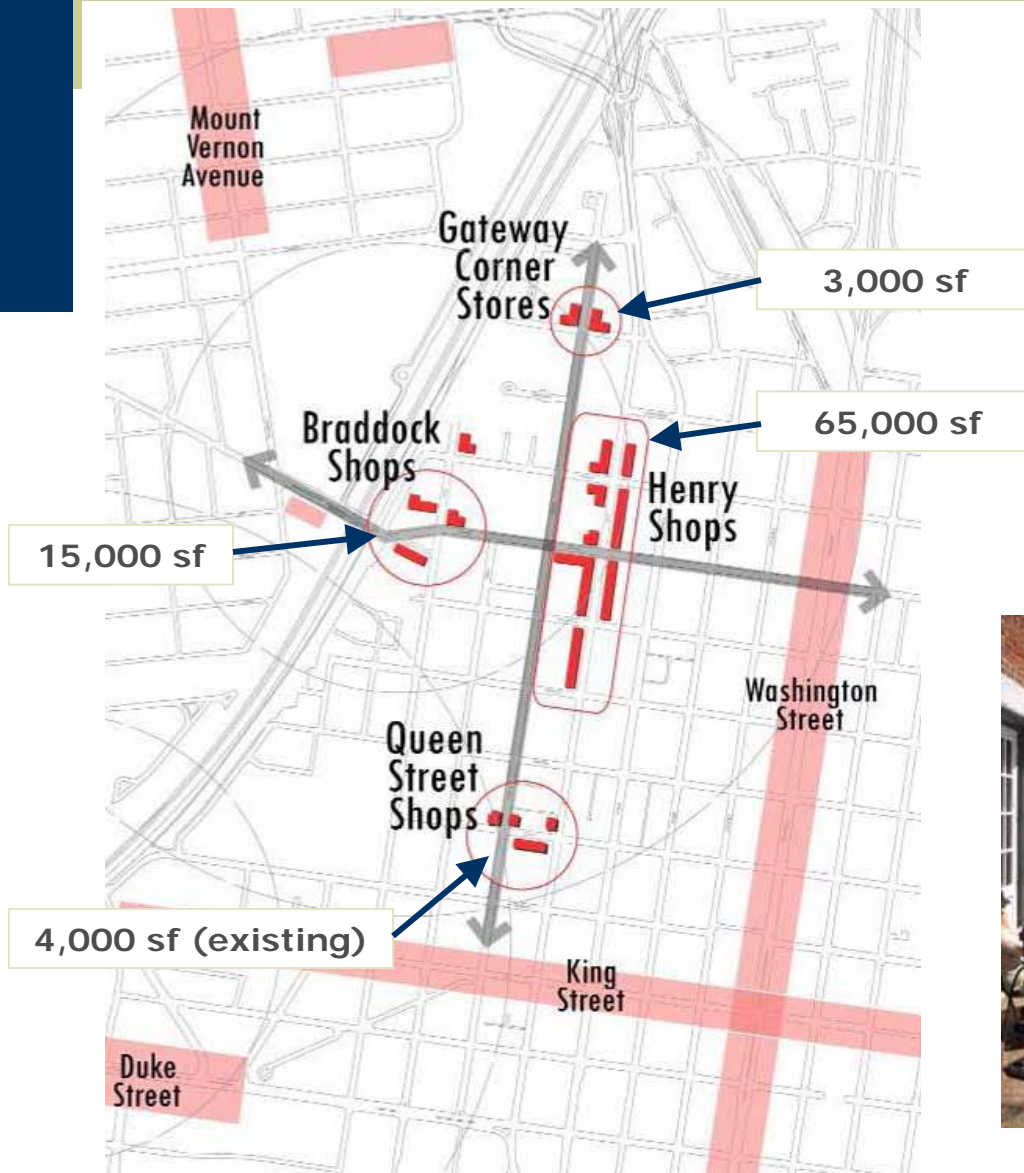 Mount
Vernon
Avenue
Gateway
Corner
Stores
3,000 sf
65,000 sf
Braddock
Shops
Henry
Shops
15,000 sf
Washington
Street
Queen
Street
Shops
4,000 sf (existing)
King
Street
Duke
Street